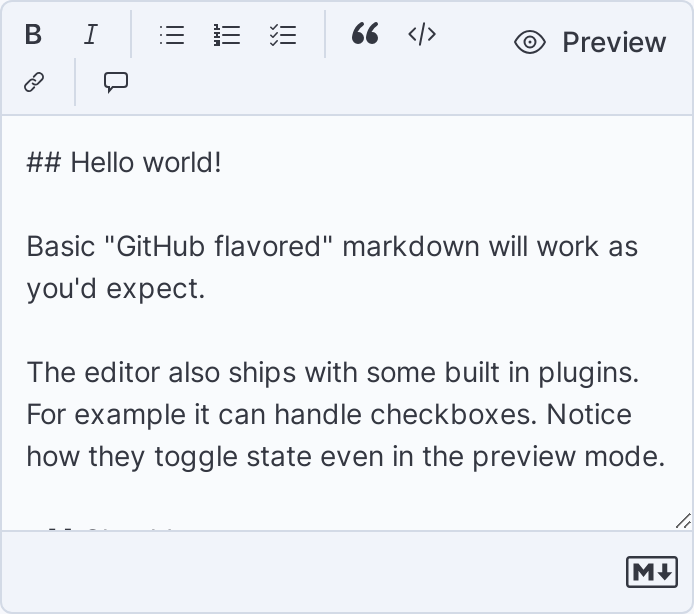 B I
Preview
## Hello world!
Basic "GitHub flavored" markdown will work as
you'd expect.
The editor also ships with some built in plugins.
For example it can handle checkboxes. Notice
how they toggle state even in the preview mode.
M